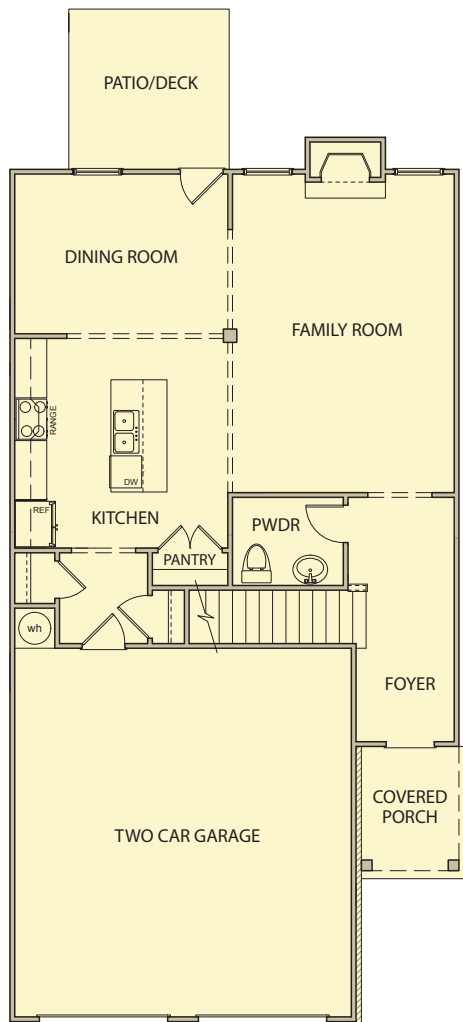 PATIO/DECK
DINING ROOM
FAMILY ROOM
RANGE
DW
REF
KITCHEN
PWDR
PANTRY
wh
FOYER
COVERED
PORCH
TWO CAR GARAGE